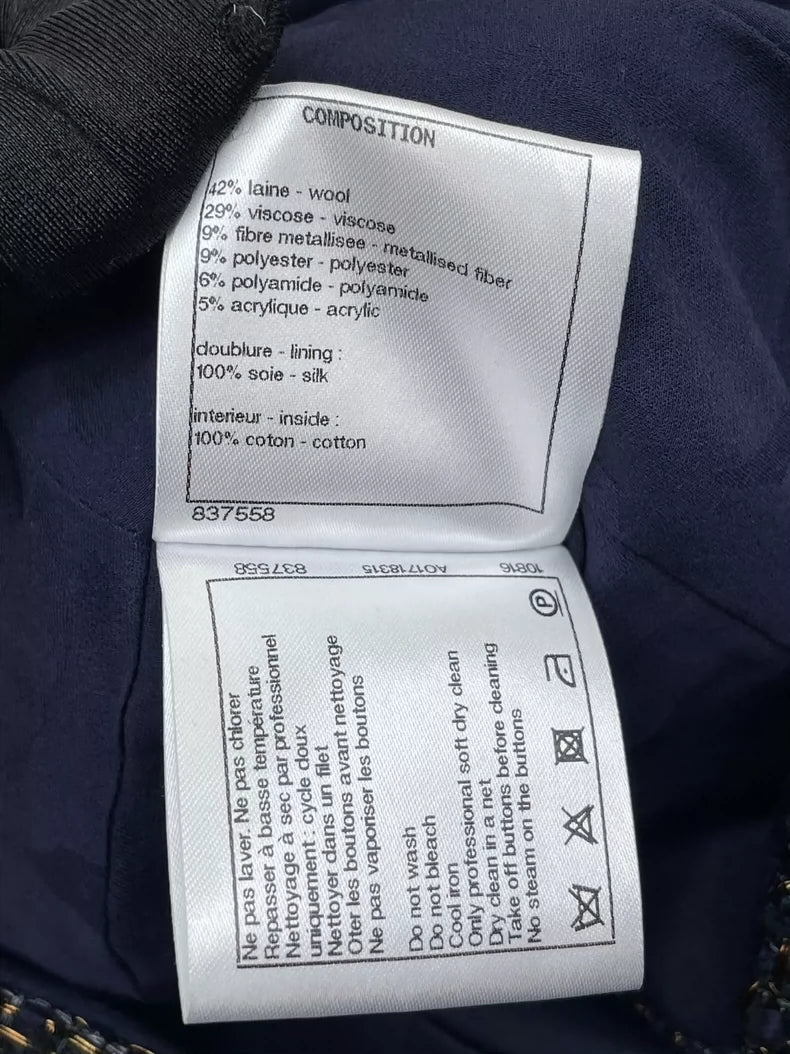 COMPOSITION
42% laine - wool
29% viscose - viscose
9% fibre metallisee - metallised fiber
9% polyester - polyester
6% polyamide - polyamide
5% acrylique - acrylic
doublure - lining :
100% soie - silk
interieur - inside :
100% coton - cotton
837558
10816 A01718315 837558
Ne pas laver. Ne pas chlorer
Repasser à basse température
Nettoyage à sec par professionnel
uniquement : cycle doux
Nettoyer dans un filet
Oter les boutons avant nettoyage
Ne pas vaporiser les boutons
Do not wash
Do not bleach
Cool iron
Only professional soft dry clean
Dry clean in a net
Take off buttons before cleaning
No steam on the buttons
P